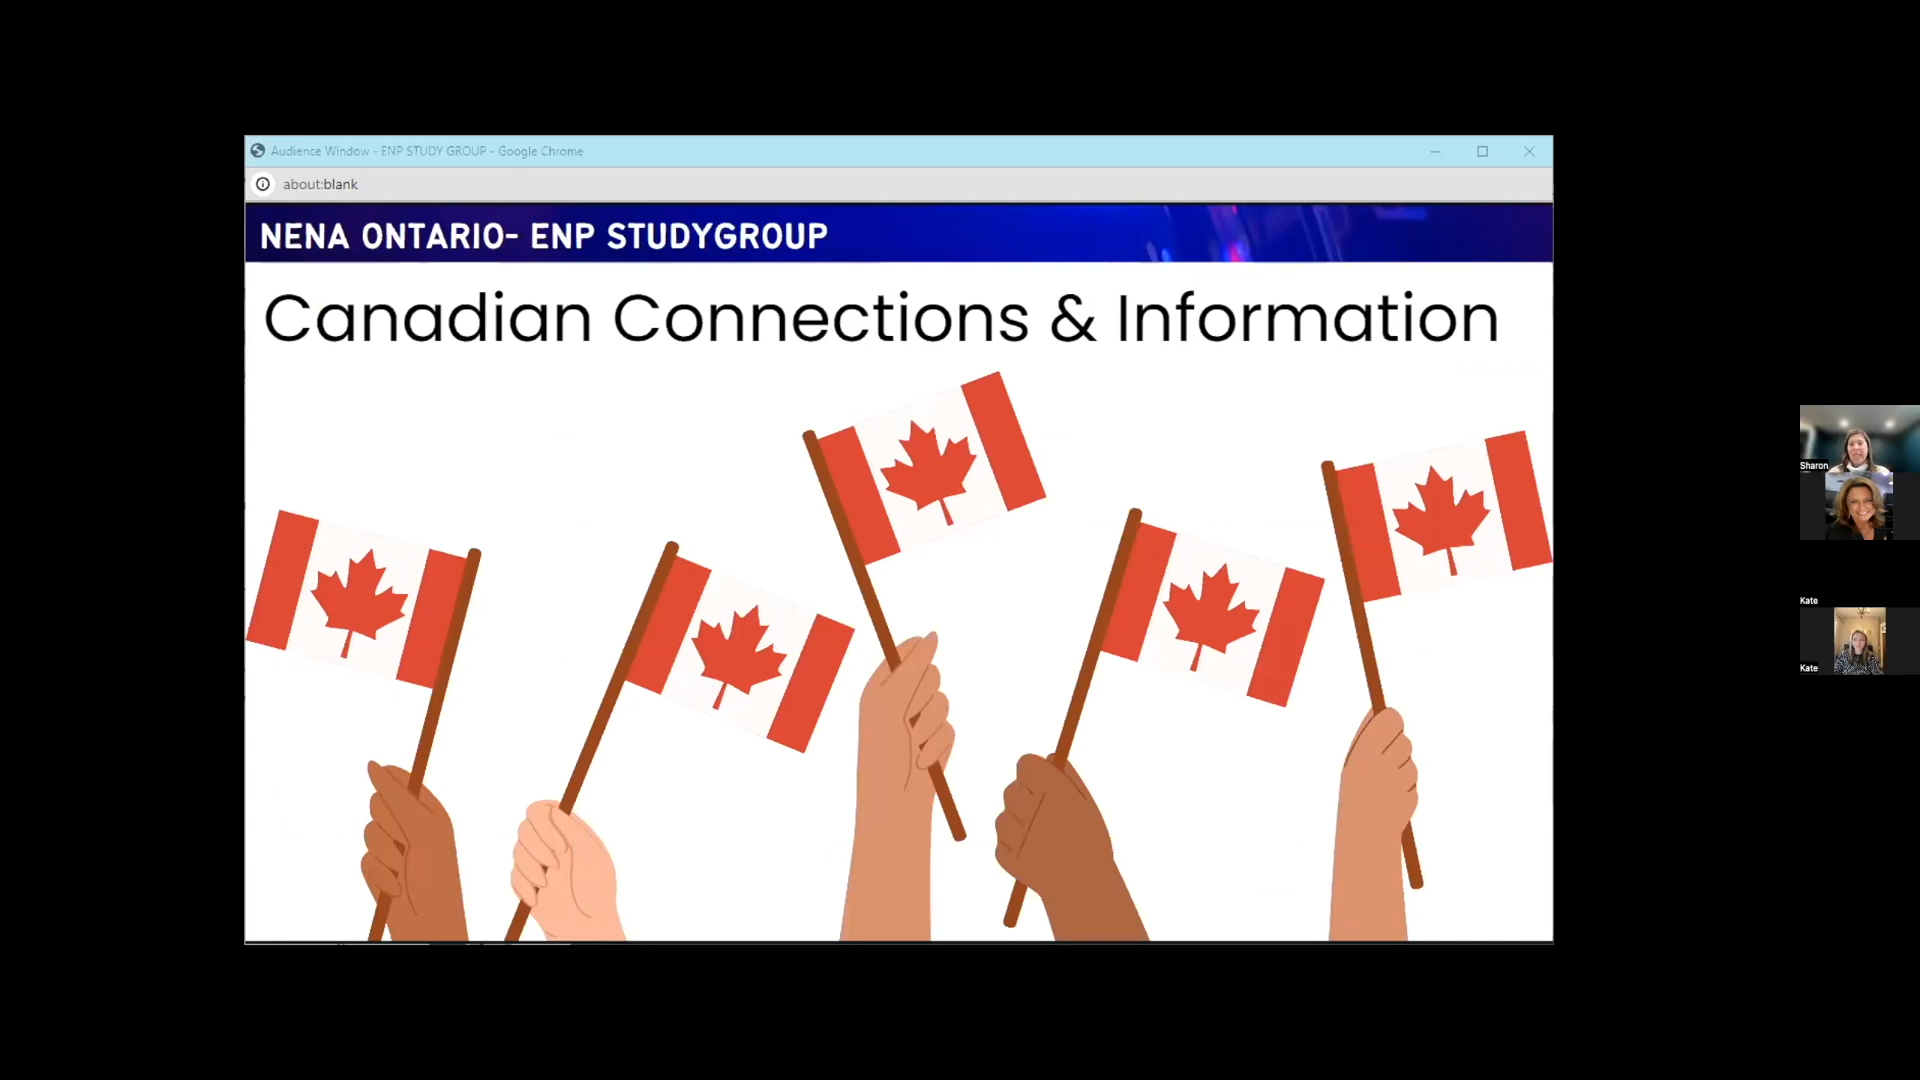 Audience Window - ENP STUDY GROUP - Google Chrome
about:blank
NENA ONTARIO- ENP STUDYGROUP
Canadian Connections & Information
Sharon
Kate
Kate